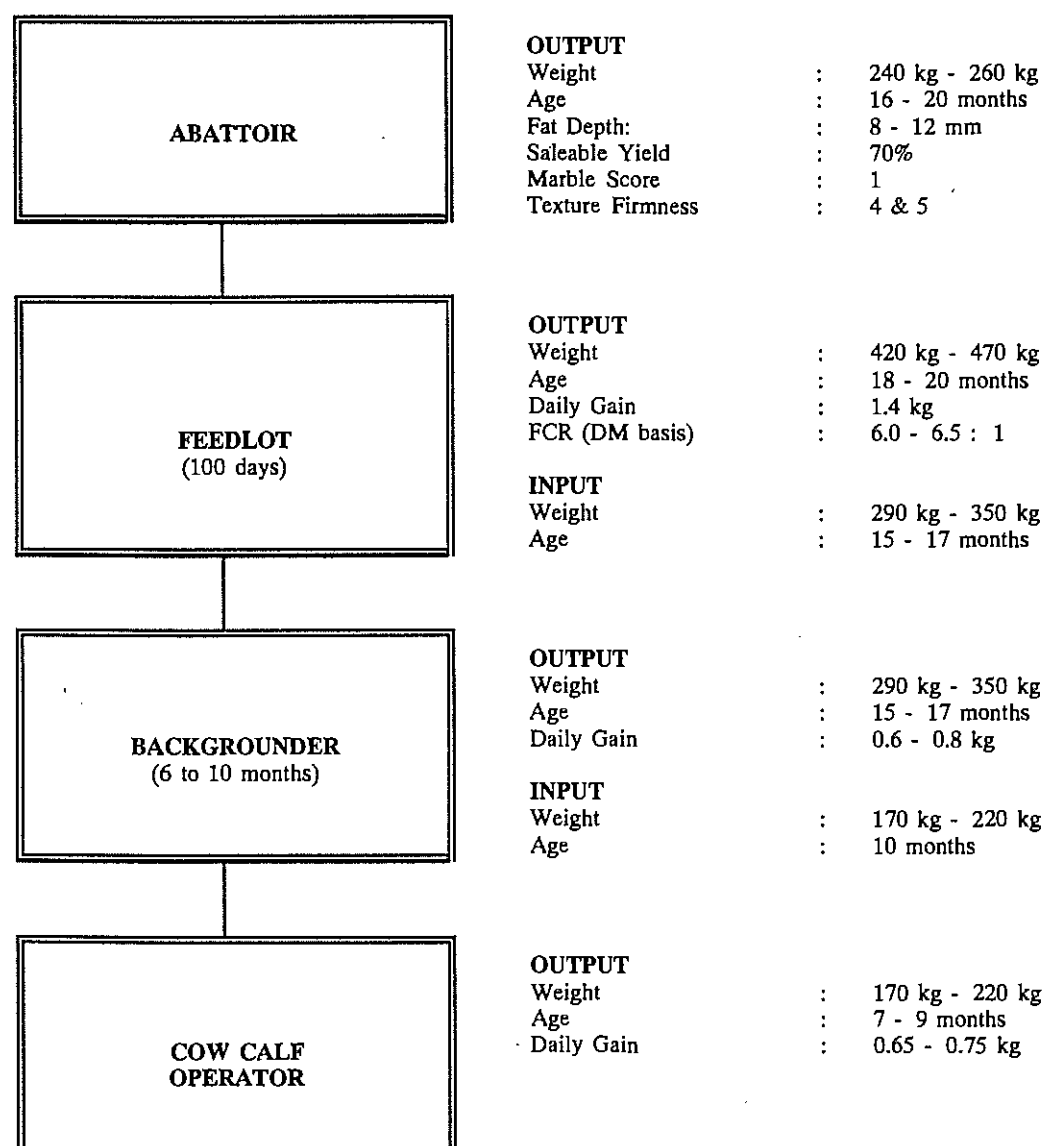 ABATTOIR
OUTPUT
Weight : 240 kg - 260 kg
Age : 16 - 20 months
Fat Depth: : 8 - 12 mm
Saleable Yield : 70%
Marble Score : 1
Texture Firmness : 4 & 5
FEEDLOT
(100 days)
OUTPUT
Weight : 420 kg - 470 kg
Age : 18 - 20 months
Daily Gain : 1.4 kg
FCR (DM basis) : 6.0 - 6.5 : 1
INPUT
Weight : 290 kg - 350 kg
Age : 15 - 17 months
BACKGROUNDER
(6 to 10 months)
OUTPUT
Weight : 290 kg - 350 kg
Age : 15 - 17 months
Daily Gain : 0.6 - 0.8 kg
INPUT
Weight : 170 kg - 220 kg
Age : 10 months
COW CALF
OPERATOR
OUTPUT
Weight : 170 kg - 220 kg
Age : 7 - 9 months
Daily Gain : 0.65 - 0.75 kg